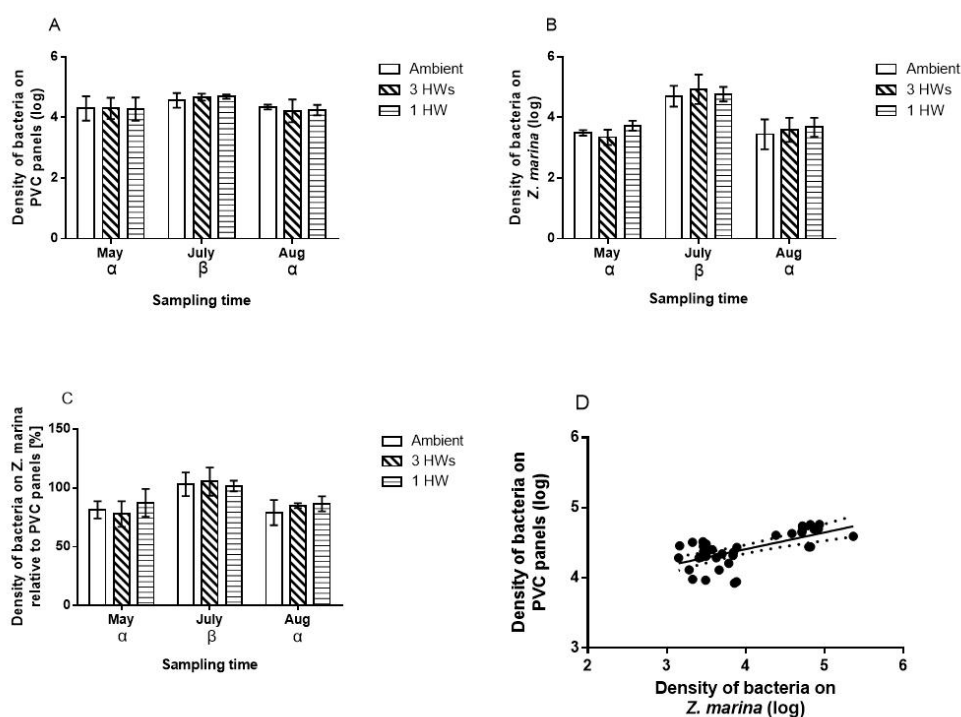 A
Density of bacteria on
PVC panels (log)
6
4
2
0
May
July
Aug
α
β
α
Sampling time
Ambient
3 HWs
1 HW
B
Density of bacteria on
Z. marina (log)
6
4
2
0
May
July
Aug
α
β
α
Sampling time
Ambient
3 HWs
1 HW
C
Density of bacteria on Z. marina
relative to PVC panels [%]
150
100
50
0
May
July
Aug
α
β
α
Sampling time
Ambient
3 HWs
1 HW
D
Density of bacteria on
PVC panels (log)
6
5
4
3
2
3
4
5
6
Density of bacteria on
Z. marina (log)